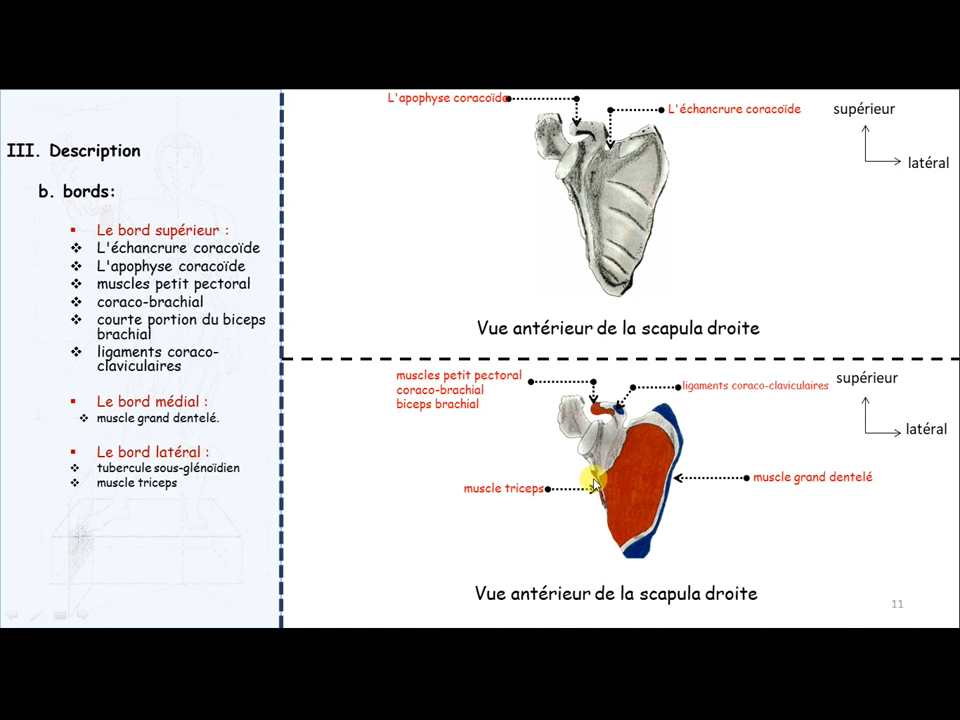 III. Description
b. bords:
▪ Le bord supérieur :
❖ L'échancrure coracoïde
❖ L'apophyse coracoïde
❖ muscles petit pectoral
❖ coraco-brachial
❖ courte portion du biceps
brachial
❖ ligaments coraco-
claviculaires
▪ Le bord médial :
❖ muscle grand dentelé.
▪ Le bord latéral :
❖ tubercule sous-glénoïdien
❖ muscle triceps
L'apophyse coracoïde
L'échancrure coracoïde
supérieur
latéral
Vue antérieur de la scapula droite
muscles petit pectoral
coraco-brachial
biceps brachial
ligaments coraco-claviculaires
supérieur
latéral
muscle triceps
muscle grand dentelé
Vue antérieur de la scapula droite
11